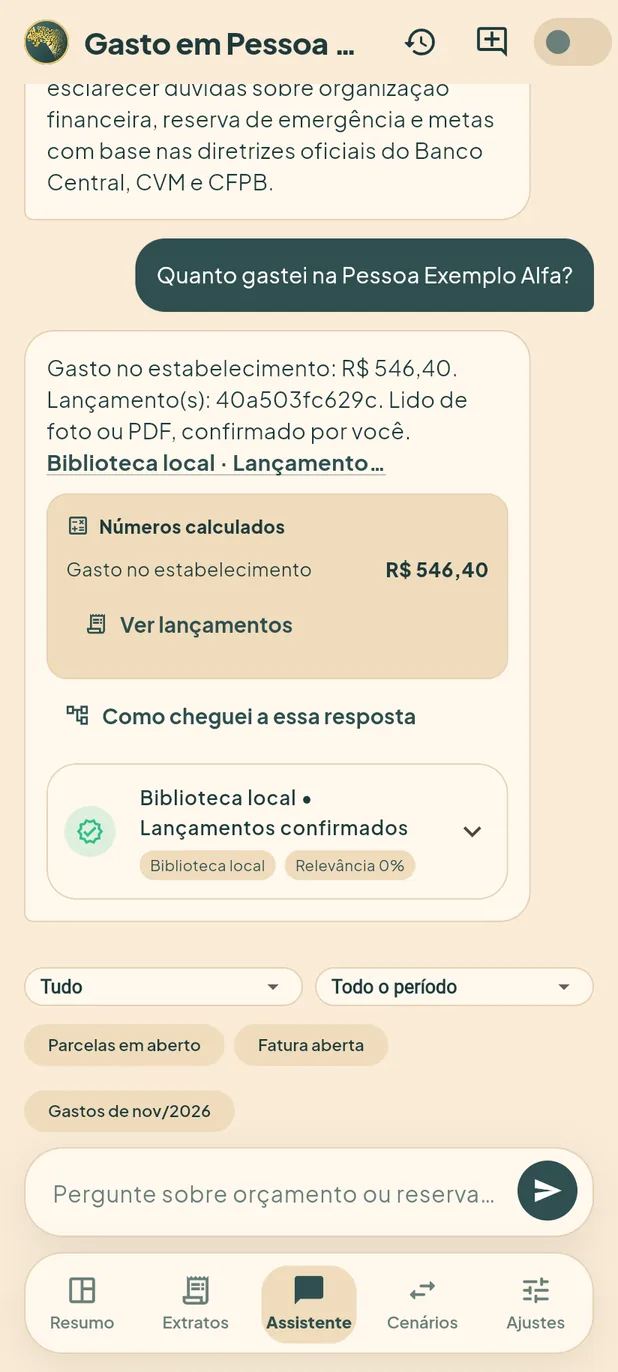 Gasto em Pessoa ...
esclarecer dúvidas sobre organização
financeira, reserva de emergência e metas
com base nas diretrizes oficiais do Banco
Central, CVM e CFPB.
Quanto gastei na Pessoa Exemplo Alfa?
Gasto no estabelecimento: R$ 546,40.
Lançamento(s): 40a503fc629c. Lido de
foto ou PDF, confirmado por você.
Biblioteca local · Lançamento...
Números calculados
Gasto no estabelecimento R$ 546,40
Ver lançamentos
Como cheguei a essa resposta
Biblioteca local •
Lançamentos confirmados
Biblioteca local Relevância 0%
Tudo Todo o período
Parcelas em aberto Fatura aberta
Gastos de nov/2026
Pergunte sobre orçamento ou reserva...
Resumo Extratos Assistente Cenários Ajustes